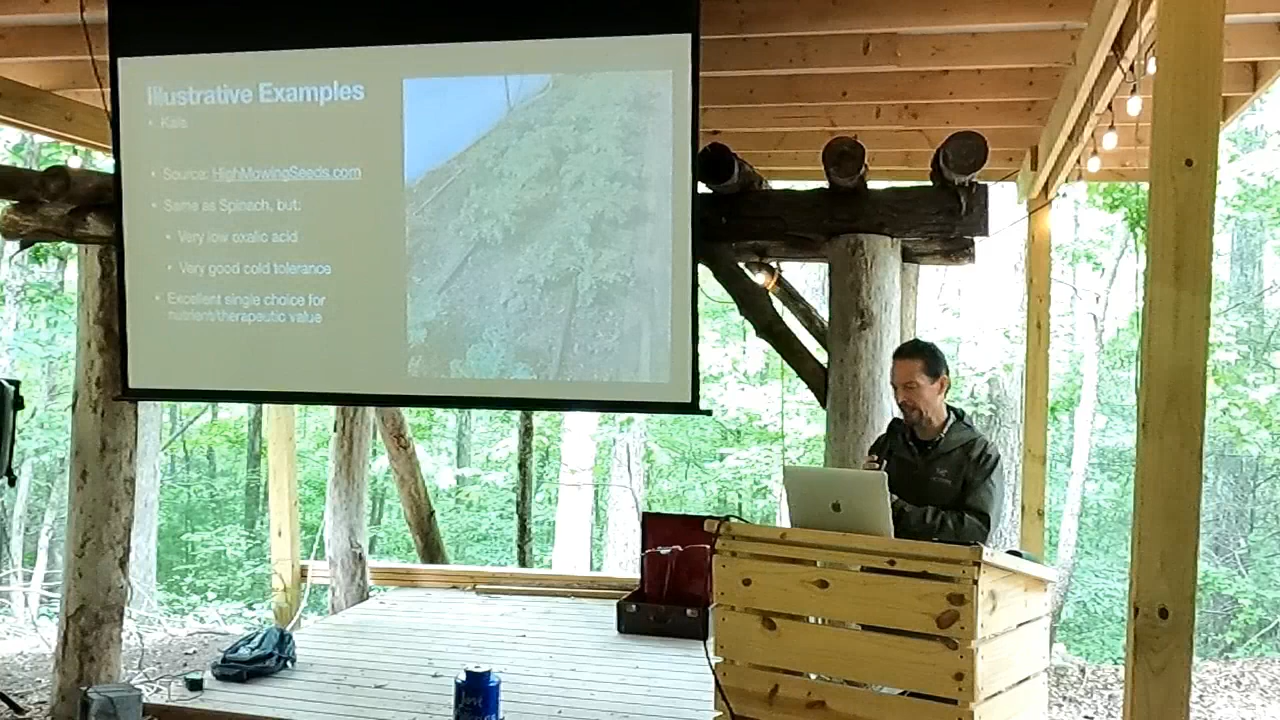 Illustrative Examples
• Kale
• Source: HighMowingSeeds.com
• Same as Spinach, but:
• Very low oxalic acid
• Very good cold tolerance
• Excellent single choice for
nutrient/therapeutic value